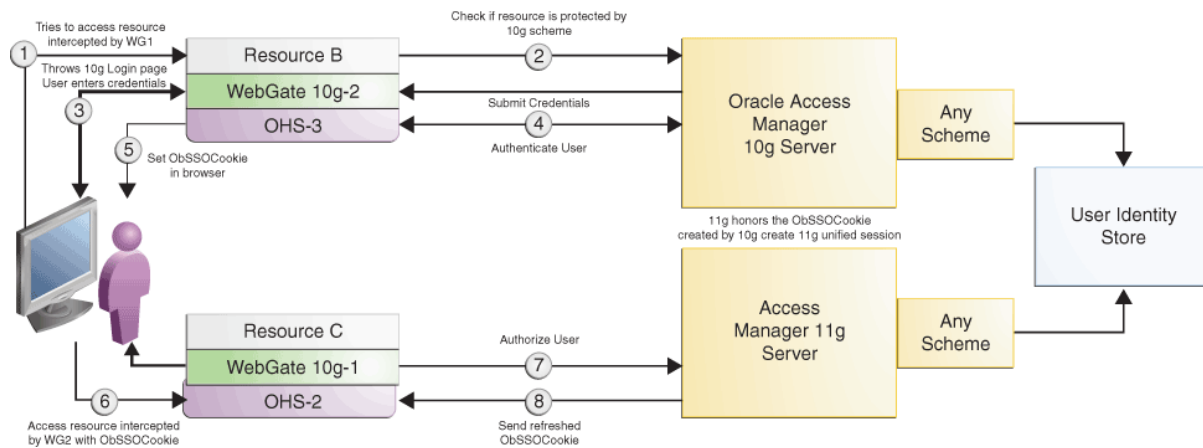 1
Tries to access resource
intercepted by WG1
Check if resource is protected by
10g scheme
2
Resource B
WebGate 10g-2
OHS-3
Throws 10g Login page
User enters credentials
3
Submit Credentials
4
Authenticate User
Oracle Access
Manager
10g Server
Any
Scheme
5
Set ObSSOCookie
in browser
User Identity
Store
11g honors the ObSSOCookie
created by 10g create 11g unified session
Resource C
WebGate 10g-1
OHS-2
Authorize User
7
8
Send refreshed
ObSSOCookie
Access
Manager 11g
Server
Any
Scheme
6
Access resource intercepted
by WG2 with ObSSOCookie